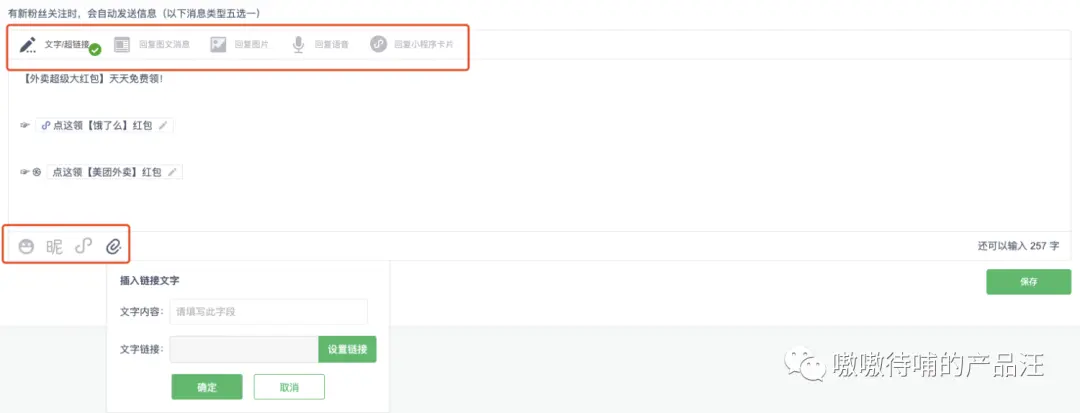 有新粉丝关注时，会自动发送信息（以下消息类型五选一）
文字/超链接 回复图文消息 回复图片 回复语音 回复小程序卡片
【外卖超级大红包】天天免费领！
☞ 点这领【饿了么】红包
☞㊙ 点这领【美团外卖】红包
昵
还可以输入 257 字
插入链接文字
保存
文字内容： 请填写此字段
文字链接： 设置链接
嗷嗷待哺的产品汪
确定 取消